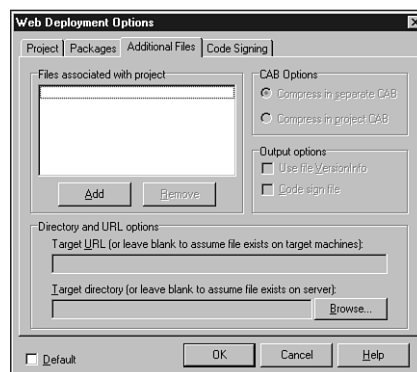 Web Deployment Options
Project Packages Additional Files Code Signing
Files associated with project
Add Remove
CAB Options
Compress in separate CAB
Compress in project CAB
Output options
Use file VersionInfo
Code sign file
Directory and URL options
Target URL (or leave blank to assume file exists on target machines):
Target directory (or leave blank to assume file exists on server):
Browse...
Default
OK Cancel Help